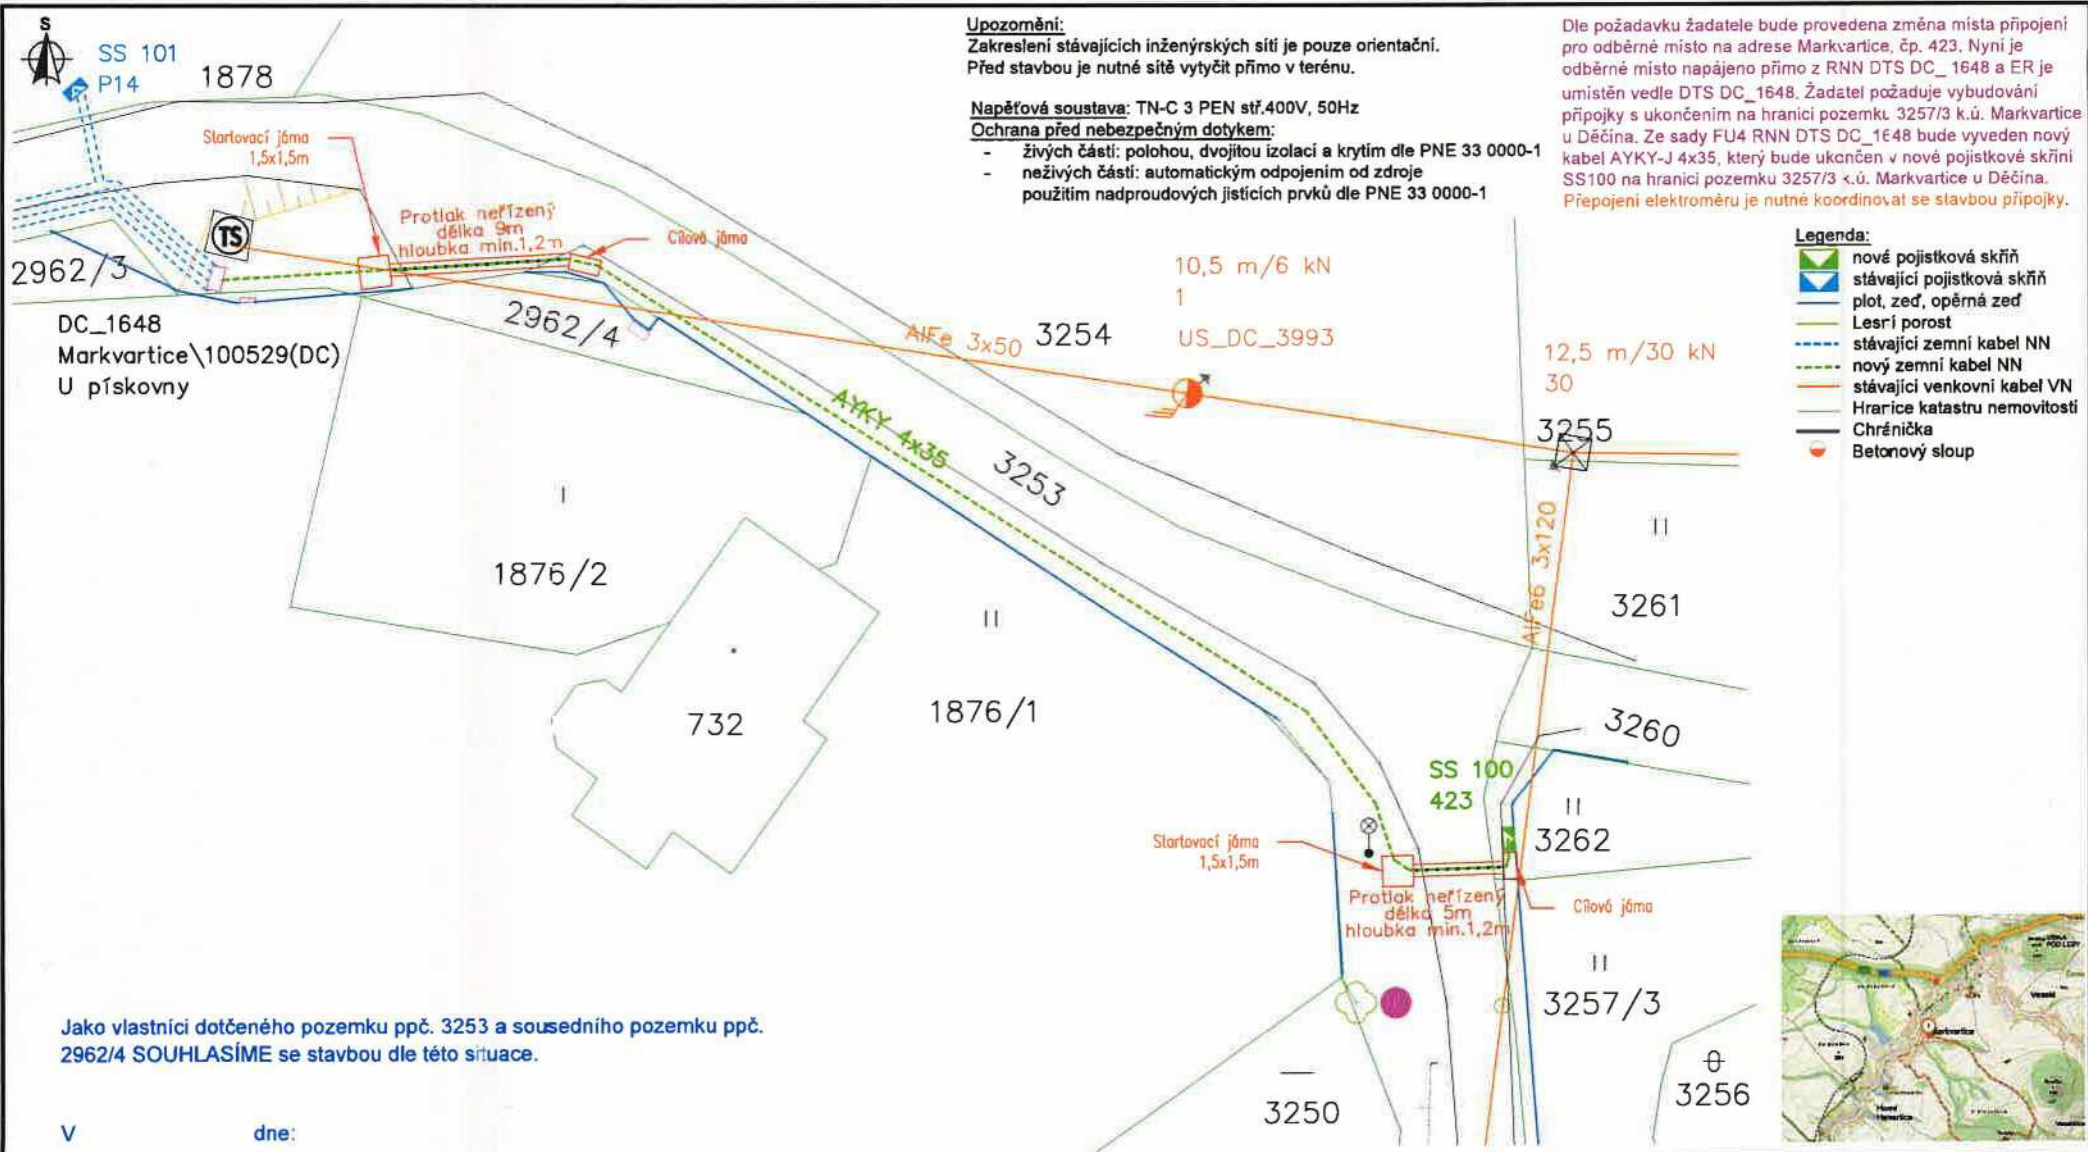 S
SS 101
P14
1878
Startovací jáma
1,5x1,5m
TS
Protlak neřízený
délka 9m
hloubka min.1,2m
Cílová jáma
2962/3
DC_1648
Markvartice\100529(DC)
U pískovny
2962/4
Upozornění:
Zakreslení stávajících inženýrských sítí je pouze orientační.
Před stavbou je nutné sítě vytyčit přímo v terénu.
Napěťová soustava: TN-C 3 PEN stř.400V, 50Hz
Ochrana před nebezpečným dotykem:
- živých částí: polohou, dvojitou izolací a krytím dle PNE 33 0000-1
- neživých částí: automatickým odpojením od zdroje
použitím nadproudových jistících prvků dle PNE 33 0000-1
Dle požadavku žadatele bude provedena změna místa připojení
pro odběrné místo na adrese Markvartice, čp. 423. Nyní je
odběrné místo napájeno přímo z RNN DTS DC_ 1648 a ER je
umístěn vedle DTS DC_1648. Žadatel požaduje vybudování
přípojky s ukončením na hranici pozemku 3257/3 k.ú. Markvartice
u Děčína. Ze sady FU4 RNN DTS DC_1648 bude vyveden nový
kabel AYKY-J 4x35, který bude ukončen v nové pojistkové skříni
SS100 na hranici pozemku 3257/3 k.ú. Markvartice u Děčína.
Přepojení elektroměru je nutné koordinovat se stavbou přípojky.
Legenda:
nová pojistková skříň
stávající pojistková skříň
plot, zeď, opěrná zeď
Lesní porost
stávající zemní kabel NN
nový zemní kabel NN
stávající venkovní kabel VN
Hranice katastru nemovitostí
Chránička
Betonový sloup
10,5 m/6 kN
1
US_DC_3993
AlFe 3x50
3254
12,5 m/30 kN
30
3255
AYKY 4x35
3253
AlFe6 3x120
I
1876/2
II
3261
II
1876/1
732
3260
SS 100
423
II
3262
Startovací jáma
1,5x1,5m
Protlak neřízený
délka 5m
hloubka min.1,2m
Cílová jáma
II
3257/3
3250
3256
Jako vlastníci dotčeného pozemku ppč. 3253 a sousedního pozemku ppč.
2962/4 SOUHLASÍME se stavbou dle této situace.
V dne:
Markvartice
Veselé
Horní